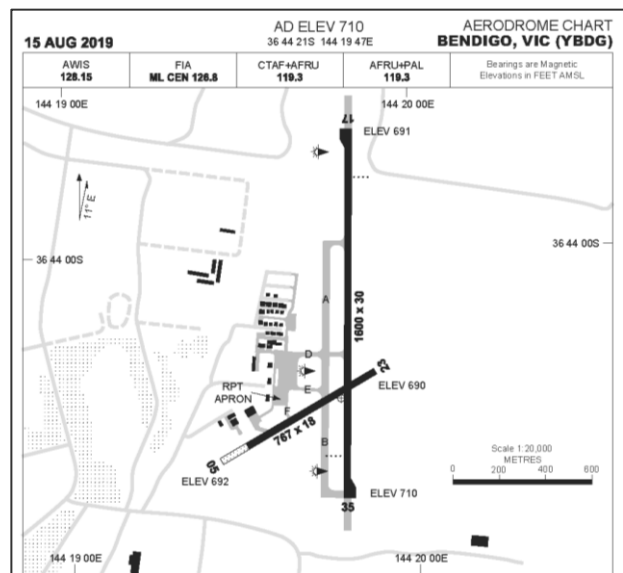 15 AUG 2019
AD ELEV 710
36 44 21S 144 19 47E
AERODROME CHART
BENDIGO, VIC (YBDG)
AWIS
128.15
FIA
ML CEN 126.8
CTAF+AFRU
119.3
AFRU+PAL
119.3
Bearings are Magnetic
Elevations in FEET AMSL
144 19 00E
144 20 00E
17
ELEV 691
11° E
36 44 00S
36 44 00S
A
1600 x 30
D
23
E
ELEV 690
RPT
APRON
F
767 x 18
B
05
ELEV 692
Scale 1:20,000
METRES
0 200 400 600
ELEV 710
35
144 19 00E
144 20 00E